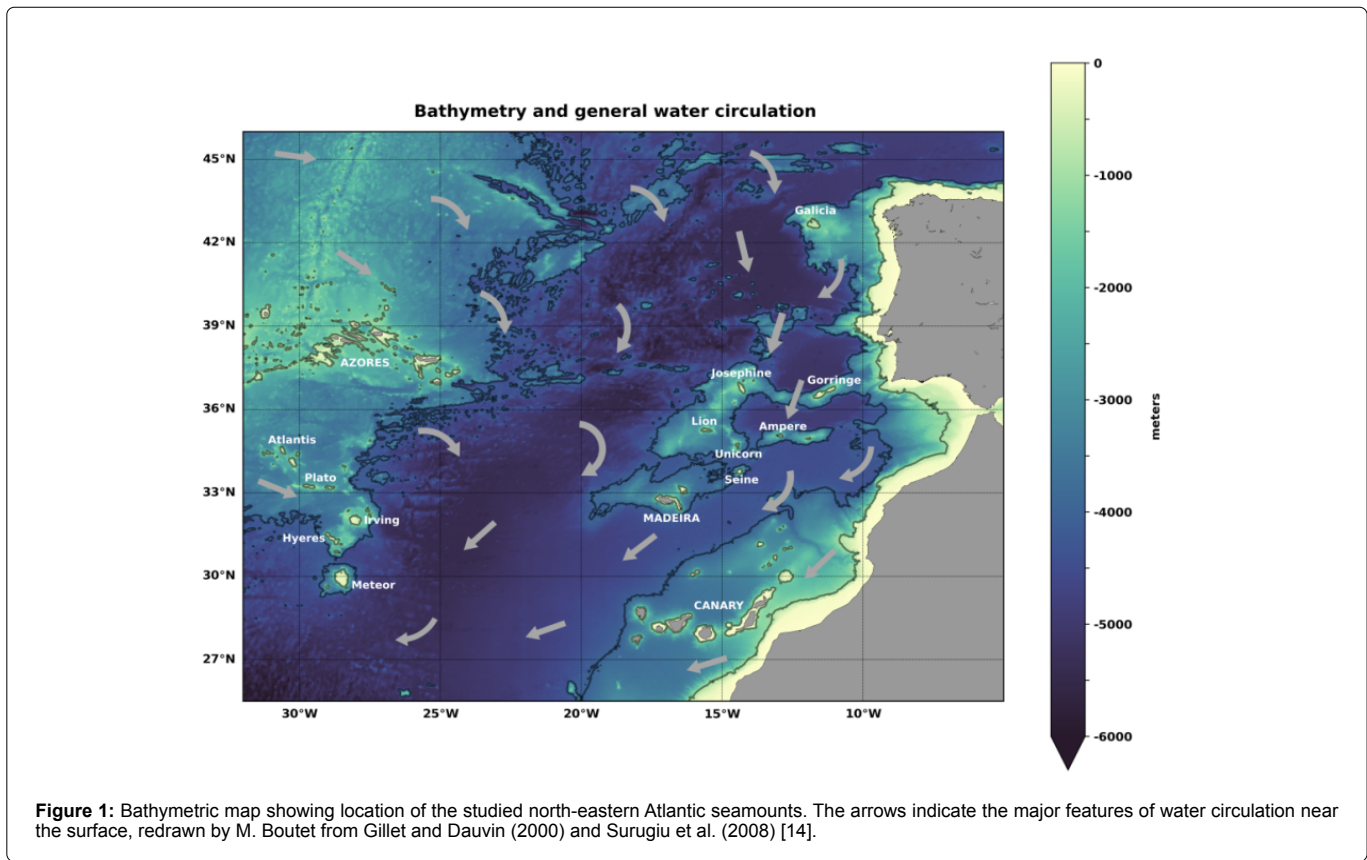 Bathymetry and general water circulation
0
45°N
-1000
Galicia
42°N
-2000
39°N
AZORES
Josephine
Gorringe
-3000
meters
36°N
Lion
Ampere
Atlantis
Unicorn
Plato
Seine
33°N
MADEIRA
Irving
Hyeres
-4000
30°N
Meteor
CANARY
-5000
27°N
30°W 25°W 20°W 15°W 10°W
-6000
Figure 1: Bathymetric map showing location of the studied north-eastern Atlantic seamounts. The arrows indicate the major features of water circulation near
the surface, redrawn by M. Boutet from Gillet and Dauvin (2000) and Surugiu et al. (2008) [14].